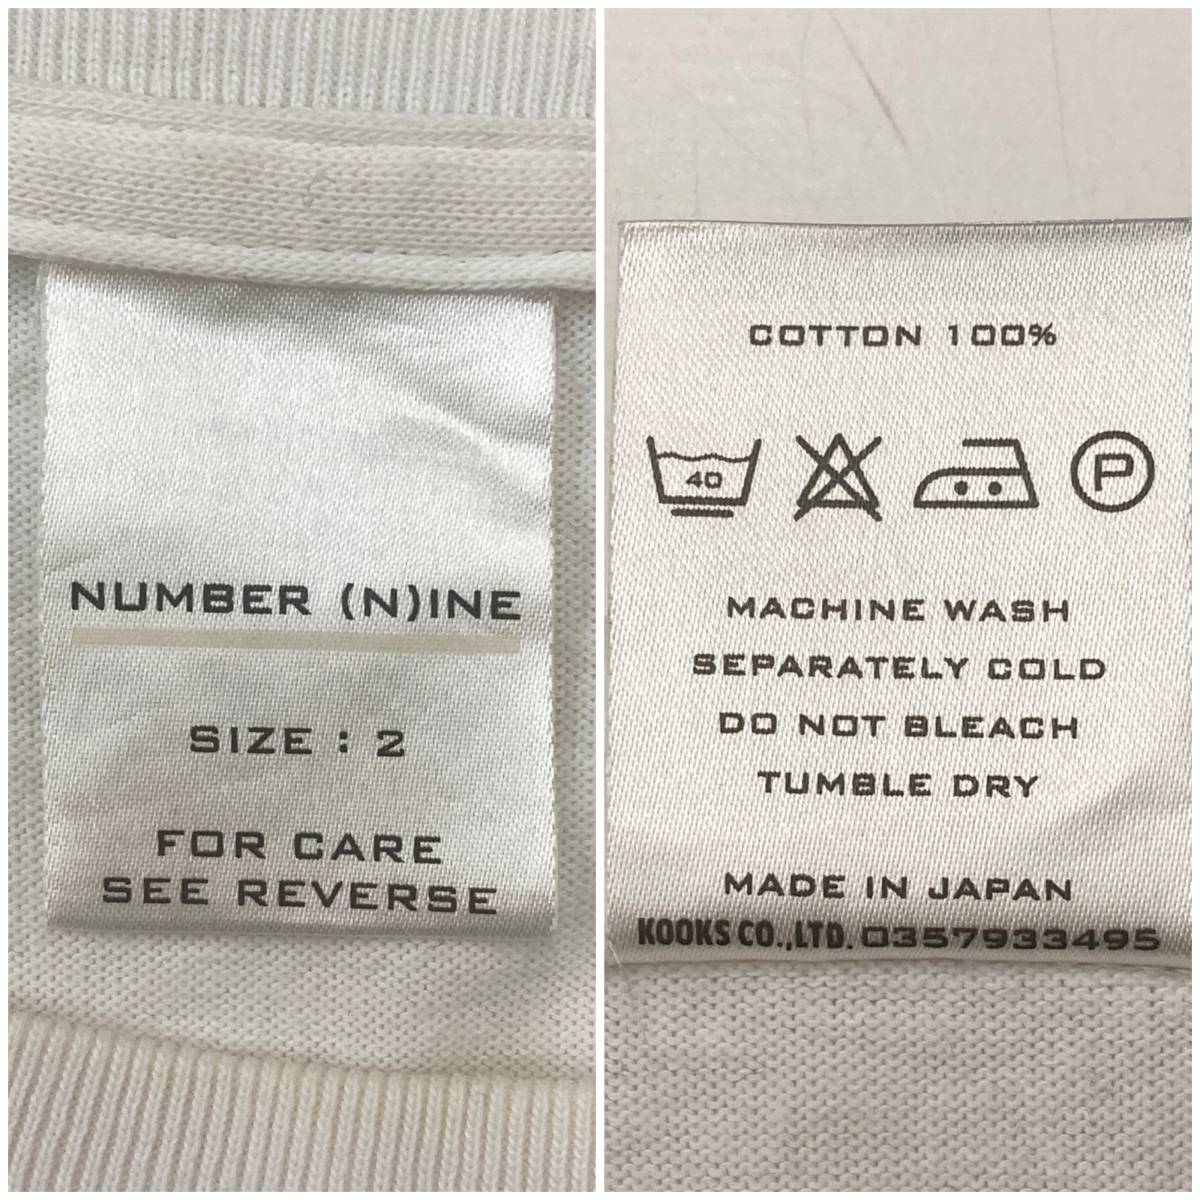 NUMBER (N)INE
SIZE : 2
FOR CARE
SEE REVERSE
COTTON 100%
40
P
MACHINE WASH
SEPARATELY COLD
DO NOT BLEACH
TUMBLE DRY
MADE IN JAPAN
KOOKS CO.,LTD. 0357933495